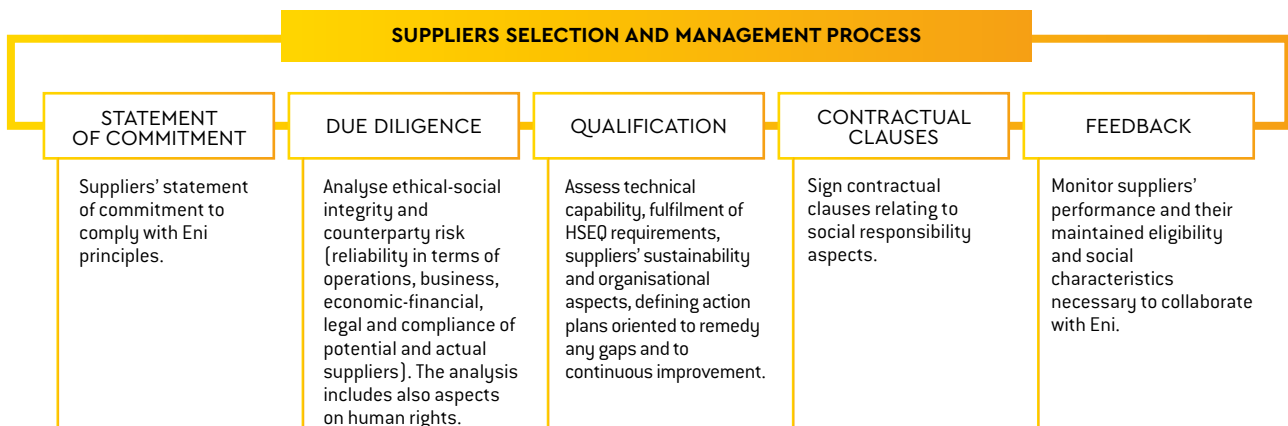 SUPPLIERS SELECTION AND MANAGEMENT PROCESS
STATEMENT
OF COMMITMENT
Suppliers’ statement
of commitment to
comply with Eni
principles.
DUE DILIGENCE
Analyse ethical-social
integrity and
counterparty risk
(reliability in terms of
operations, business,
economic-financial,
legal and compliance of
potential and actual
suppliers). The analysis
includes also aspects
on human rights.
QUALIFICATION
Assess technical
capability, fulfilment of
HSEQ requirements,
suppliers’ sustainability
and organisational
aspects, defining action
plans oriented to remedy
any gaps and to
continuous improvement.
CONTRACTUAL
CLAUSES
Sign contractual
clauses relating to
social responsibility
aspects.
FEEDBACK
Monitor suppliers’
performance and their
maintained eligibility
and social
characteristics
necessary to collaborate
with Eni.